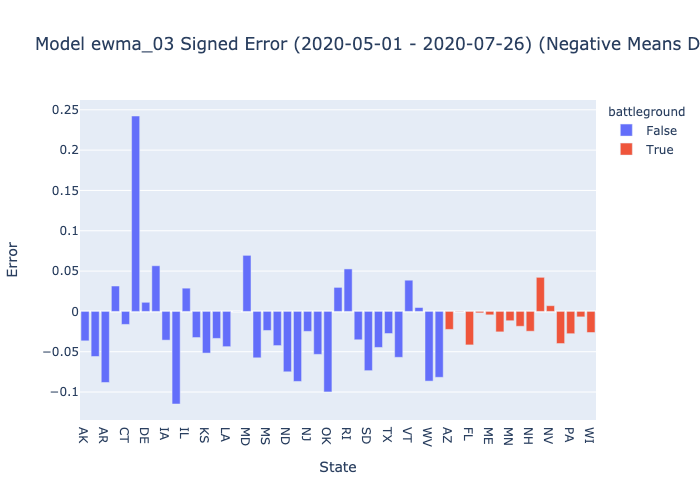 Model ewma_03 Signed Error (2020-05-01 - 2020-07-26) (Negative Means D
battleground
False
True
0.25
0.2
0.15
0.1
0.05
0
−0.05
−0.1
Error
AK
AR
CT
DE
IA
IL
KS
LA
MD
MS
ND
NJ
OK
RI
SD
TX
VT
WV
AZ
FL
ME
MN
NH
NV
PA
WI
State